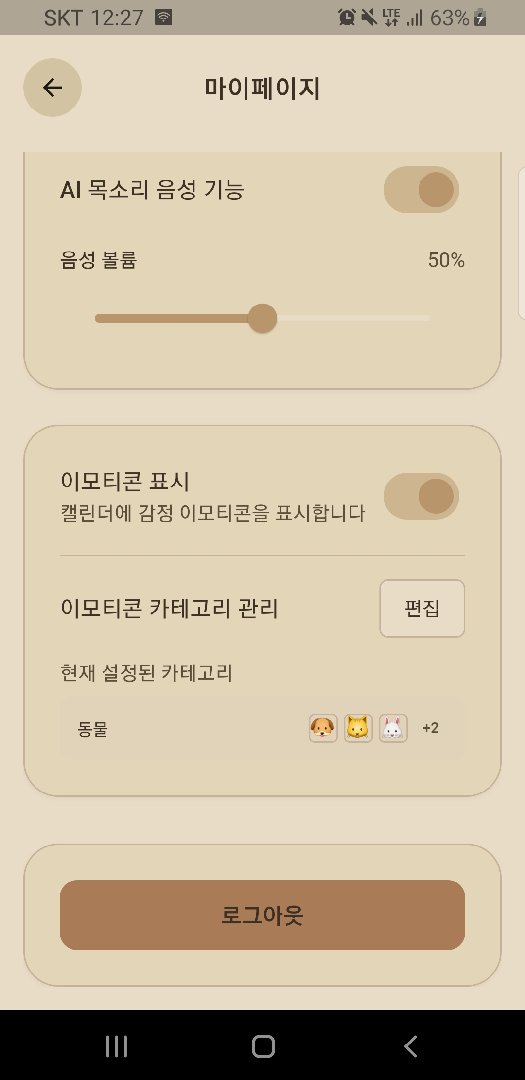 SKT 12:27 LTE 63%
마이페이지
AI 목소리 음성 기능
음성 볼륨 50%
이모티콘 표시
캘린더에 감정 이모티콘을 표시합니다
이모티콘 카테고리 관리 편집
현재 설정된 카테고리
동물 +2
로그아웃